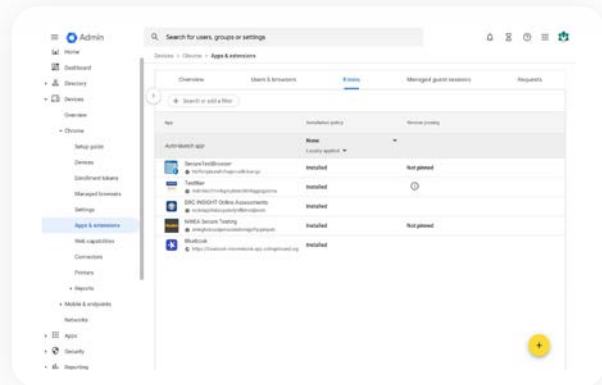 Admin
Search for users, groups or settings
Home
Dashboard
Directory
Devices
Overview
Chrome
Setup guide
Devices
Enrollment tokens
Managed browsers
Settings
Apps & extensions
Web capabilities
Connectors
Printers
Reports
Mobile & endpoints
Networks
Apps
Security
Reporting
Devices > Chrome > Apps & extensions
Overview
Users & browsers
Kiosks
Managed guest sessions
Requests
+ Search or add a filter
App
Installation policy
Version pinning
Auto-launch app
None
Locally applied
SecureTestBrowser
Installed
Not pinned
TestNav
Installed
DRC INSIGHT Online Assessments
Installed
NWEA Secure Testing
Installed
Not pinned
Bluebook
Installed